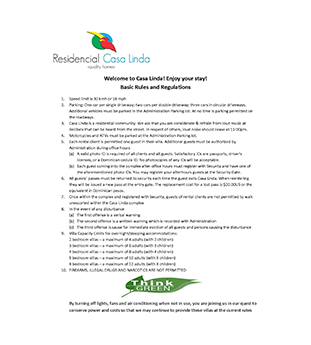 Residencial Casa Linda
quality homes
Welcome to Casa Linda! Enjoy your stay!
Basic Rules and Regulations
1. Speed limit is 30 kmh or 18 mph
2. Parking: One car per single driveway; two cars per double driveway; three cars in circular driveways.
Additional vehicles must be parked in the Administration Parking lot. At no time is parking permitted on
the roadways.
3. Casa Linda is a residential community. We ask that you are considerate & refrain from loud music at
decibels that can be heard from the street. In respect of others, loud noise should cease at 11:00pm.
4. Motorcycles and ATVs must be parked at the Administration Parking lot.
5. Each renter client is permitted one guest in their villa. Additional guests must be authorized by
Administration during office hours
(a) A valid photo ID is required of all clients and all guests. Satisfactory IDs are passports, driver's
licenses, or a Dominican cedula ID. No photocopies of any IDs will be acceptable.
(b) Each guest coming into the complex after office hours must register with Security and have one of
the aforementioned photo IDs. You may register your afterhours guests at the Security Gate.
6. All guests' passes must be returned to security each time the guest exits Casa Linda. When reentering
they will be issued a new pass at the entry gate. The replacement cost for a lost pass is $20.00US or the
equivalent in Dominican pesos.
7. Once within the complex and registered with Security, guests of rental clients are not permitted to walk
unescorted within the Casa Linda complex
8. In the event of any disturbance
(a) The first offense is a verbal warning
(b) The second offense is a written warning which is recorded with Administration
(c) The third offense is cause for immediate eviction of all guests and persons causing the disturbance
9. Villa Capacity Limits for overnight/sleeping accommodations:
2 bedroom villas – a maximum of 4 adults (with 2 children)
3 bedroom villas – a maximum of 6 adults (with 3 children)
4 bedroom villas – a maximum of 8 adults (with 4 children)
5 bedroom villas – a maximum of 10 adults (with 4 children)
6 bedroom villas – a maximum of 12 adults (with 4 children)
10. FIREARMS, ILLEGAL DRUGS AND NARCOTICS ARE NOT PERMITTED
Think
GREEN
By turning off lights, fans and air conditioning when not in use, you are joining us in our quest to
conserve power and costs so that we may continue to provide these villas at the current rates